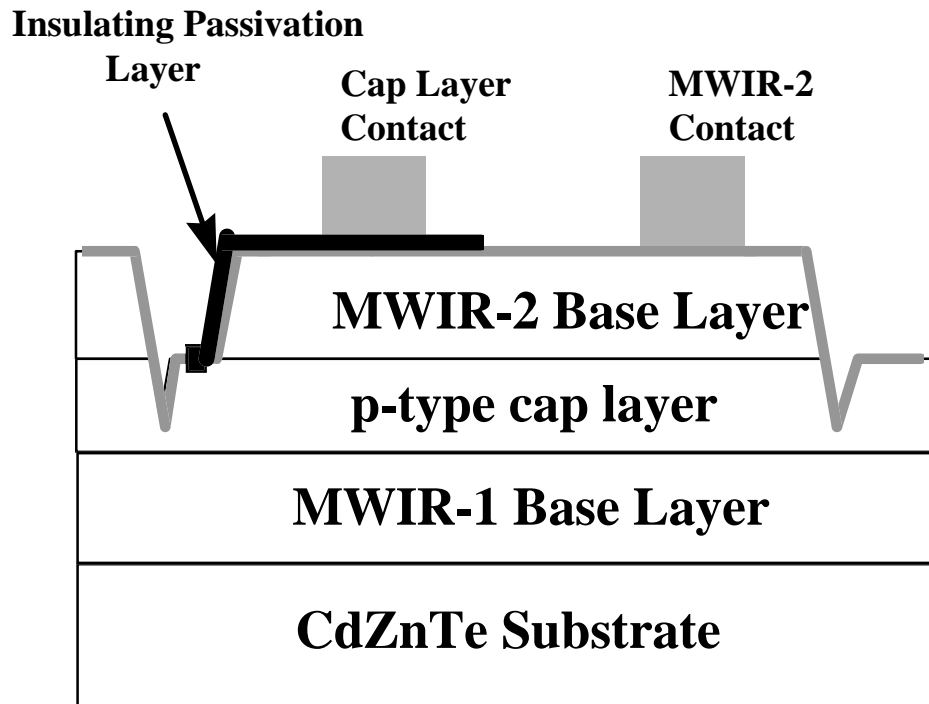 Insulating Passivation
Layer
Cap Layer
Contact
MWIR-2
Contact
MWIR-2 Base Layer
p-type cap layer
MWIR-1 Base Layer
CdZnTe Substrate